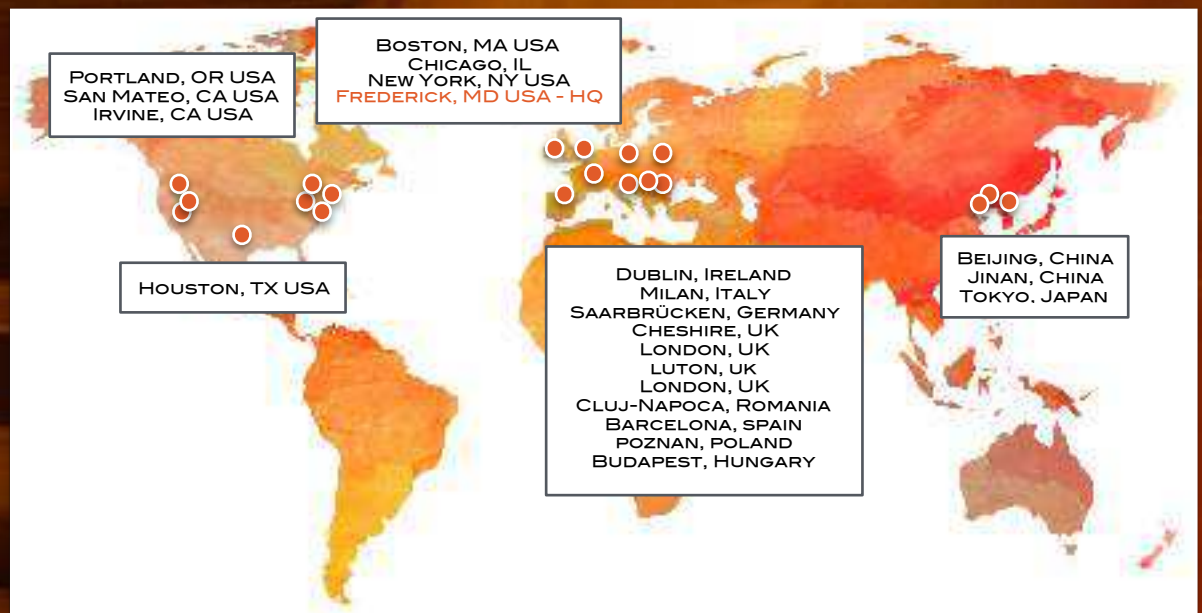 Portland, OR USA
San Mateo, CA USA
Irvine, CA USA
Boston, MA USA
Chicago, IL
New York, NY USA
Frederick, MD USA - HQ
Houston, TX USA
Dublin, Ireland
Milan, Italy
Saarbrücken, Germany
Cheshire, UK
London, UK
Luton, UK
London, UK
Cluj-Napoca, Romania
Barcelona, Spain
Poznan, Poland
Budapest, Hungary
Beijing, China
Jinan, China
Tokyo. Japan